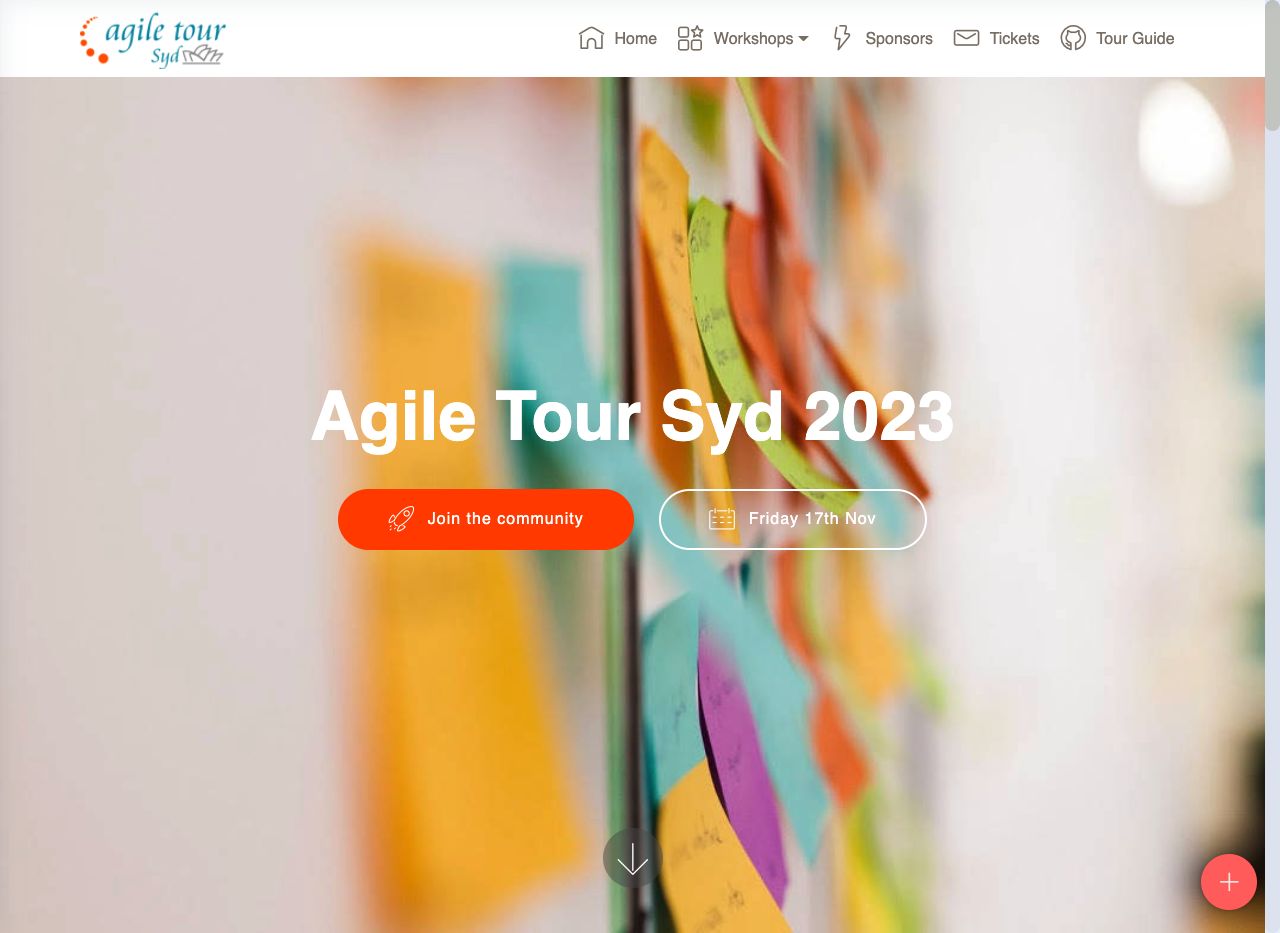 agile tour
Syd
Home
Workshops
Sponsors
Tickets
Tour Guide
Agile Tour Syd 2023
Join the community
Friday 17th Nov